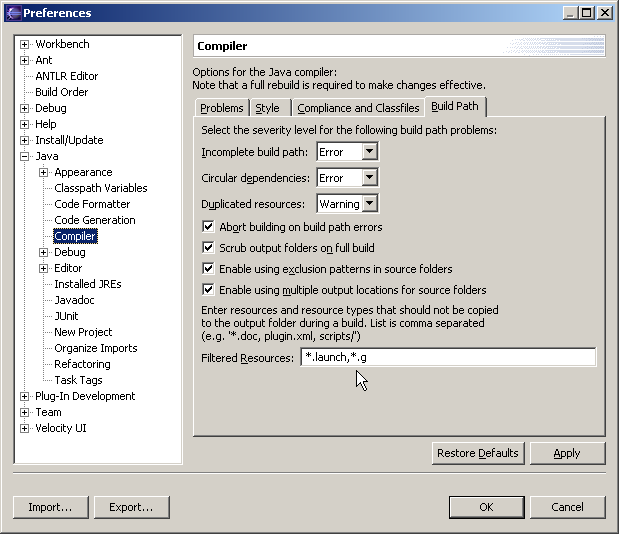 Preferences
Workbench
Ant
ANTLR Editor
Build Order
Debug
Help
Install/Update
Java
Appearance
Classpath Variables
Code Formatter
Code Generation
Compiler
Debug
Editor
Installed JREs
Javadoc
JUnit
New Project
Organize Imports
Refactoring
Task Tags
Plug-In Development
Team
Velocity UI
Compiler
Options for the Java compiler:
Note that a full rebuild is required to make changes effective.
Problems Style Compliance and Classfiles Build Path
Select the severity level for the following build path problems:
Incomplete build path: Error
Circular dependencies: Error
Duplicated resources: Warning
Abort building on build path errors
Scrub output folders on full build
Enable using exclusion patterns in source folders
Enable using multiple output locations for source folders
Enter resources and resource types that should not be copied
to the output folder during a build. List is comma separated
(e.g. '*.doc, plugin.xml, scripts/')
Filtered Resources: *.launch,*.g
Restore Defaults Apply
Import... Export... OK Cancel